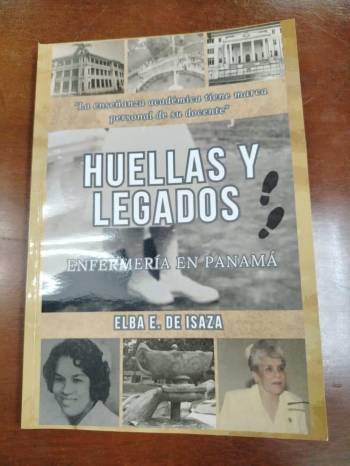 "La enseñanza académica tiene marca
personal de su docente"
HUELLAS Y
LEGADOS
ENFERMERÍA EN PANAMÁ
ELBA E. DE ISAZA